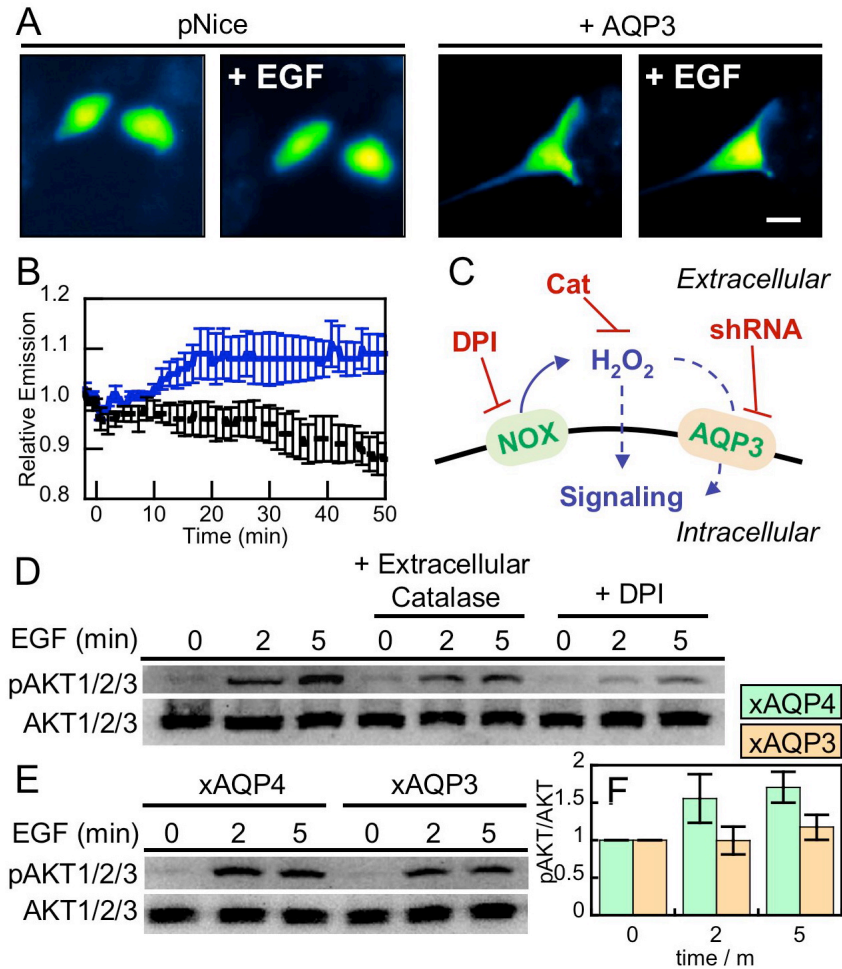 A
pNice
+ AQP3
+ EGF
+ EGF
B
1.2
1.1
1.0
0.9
0.8
Relative Emission
0 10 20 30 40 50
Time (min)
C
Cat
Extracellular
DPI
shRNA
H2O2
NOX
AQP3
Signaling
Intracellular
D
+ Extracellular
Catalase
+ DPI
EGF (min) 0 2 5 0 2 5 0 2 5
pAKT1/2/3
AKT1/2/3
xAQP4
xAQP3
E
xAQP4 xAQP3
EGF (min) 0 2 5 0 2 5
pAKT1/2/3
AKT1/2/3
F
2
1.5
1
0.5
0
pAKT/AKT
0 2 5
time / m